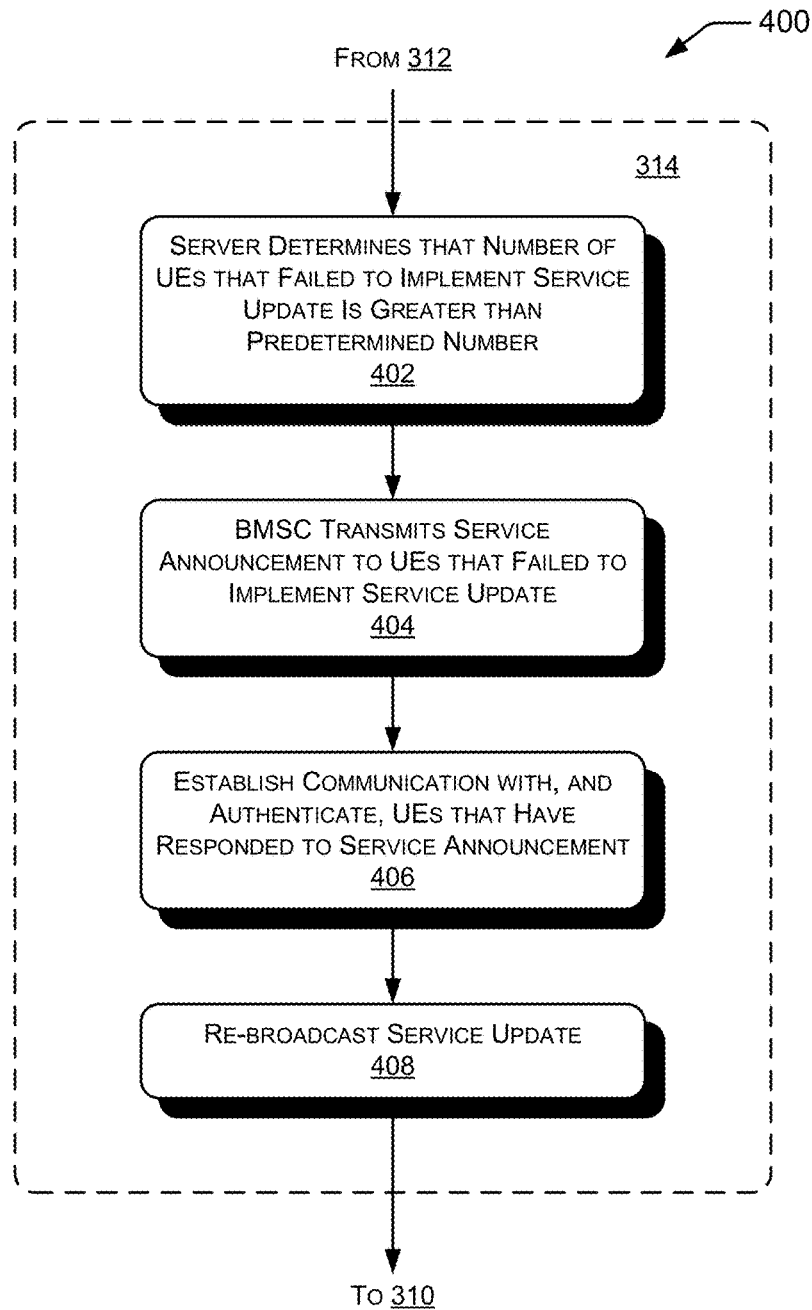 400
FROM 312
314
SERVER DETERMINES THAT NUMBER OF
UES THAT FAILED TO IMPLEMENT SERVICE
UPDATE IS GREATER THAN
PREDETERMINED NUMBER
402
BMSC TRANSMITS SERVICE
ANNOUNCEMENT TO UES THAT FAILED TO
IMPLEMENT SERVICE UPDATE
404
ESTABLISH COMMUNICATION WITH, AND
AUTHENTICATE, UES THAT HAVE
RESPONDED TO SERVICE ANNOUNCEMENT
406
RE-BROADCAST SERVICE UPDATE
408
TO 310